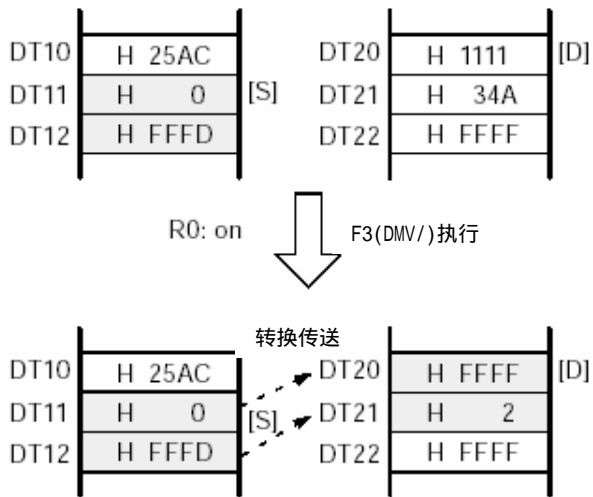 DT10 H 25AC DT20 H 1111 [D]
DT11 H 0 [S] DT21 H 34A
DT12 H FFFD DT22 H FFFF
R0: on F3(DMV/)执行
转换传送
DT10 H 25AC DT20 H FFFF [D]
DT11 H 0 [S] DT21 H 2
DT12 H FFFD DT22 H FFFF